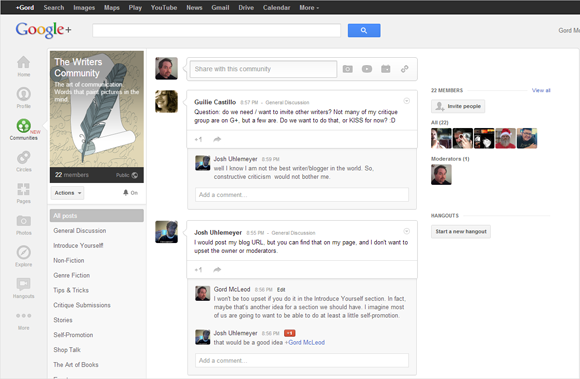 +Gord Search Images Maps Play YouTube News Gmail Drive Calendar More
Google+
Gord Mc
Home
Profile
NEW
Communities
Circles
Pages
Photos
Explore
Events
Hangouts
More
The Writers
Community
The art of communication.
Words that paint pictures in the
mind.
22 members Public
Actions On
All posts
General Discussion
Introduce Yourself!
Non-Fiction
Genre Fiction
Tips & Tricks
Critique Submissions
Stories
Self-Promotion
Shop Talk
The Art of Books
Share with this community
Guilie Castillo 8:57 PM - General Discussion
Question: do we need / want to invite other writers? Not many of my critique
group are on G+, but a few are. Do we want to do that, or KISS for now? :D
+1
Josh Uhlemeyer 8:59 PM
well I know I am not the best writer/blogger in the world. So,
constructive criticism would not bother me.
Add a comment...
Josh Uhlemeyer 8:55 PM - General Discussion
I would post my blog URL, but you can find that on my page, and I don't want to
upset the owner or moderators.
+1
Gord McLeod 8:56 PM Edit
I won't be too upset if you do it in the Introduce Yourself section. In fact,
maybe that's another idea for a section we should have. I imagine most
of us are going to want to be able to do at least a little self-promotion.
Josh Uhlemeyer 8:56 PM
that would be a good idea +Gord McLeod
Add a comment...
22 MEMBERS View all
Invite people
All (22)
Moderators (1)
HANGOUTS
Start a new hangout